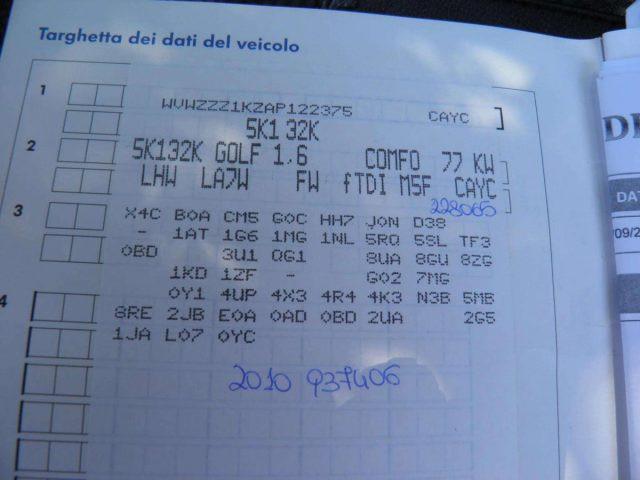 Targhetta dei dati del veicolo
1
WVWZZZ1KZAP122375 CAYC
5K1 32K
2
5K132K GOLF 1,6 COMFO 77 KW
LHW LA7W FW fTDI M5F CAYC
228065
3
X4C B0A CM5 G0C HH7 J0N D38
- 1AT 1G6 1MG 1NL 5RQ 5SL TF3
0BD 3U1 QG1 8UA 8GU 8ZG
1KD 1ZF - G02 7MG
4
0Y1 4UP 4X3 4R4 4K3 N3B 5MB
8RE 2JB E0A 0AD 0BD 2UA 2G5
1JA L07 0YC
2010 937406
DAT
09/2